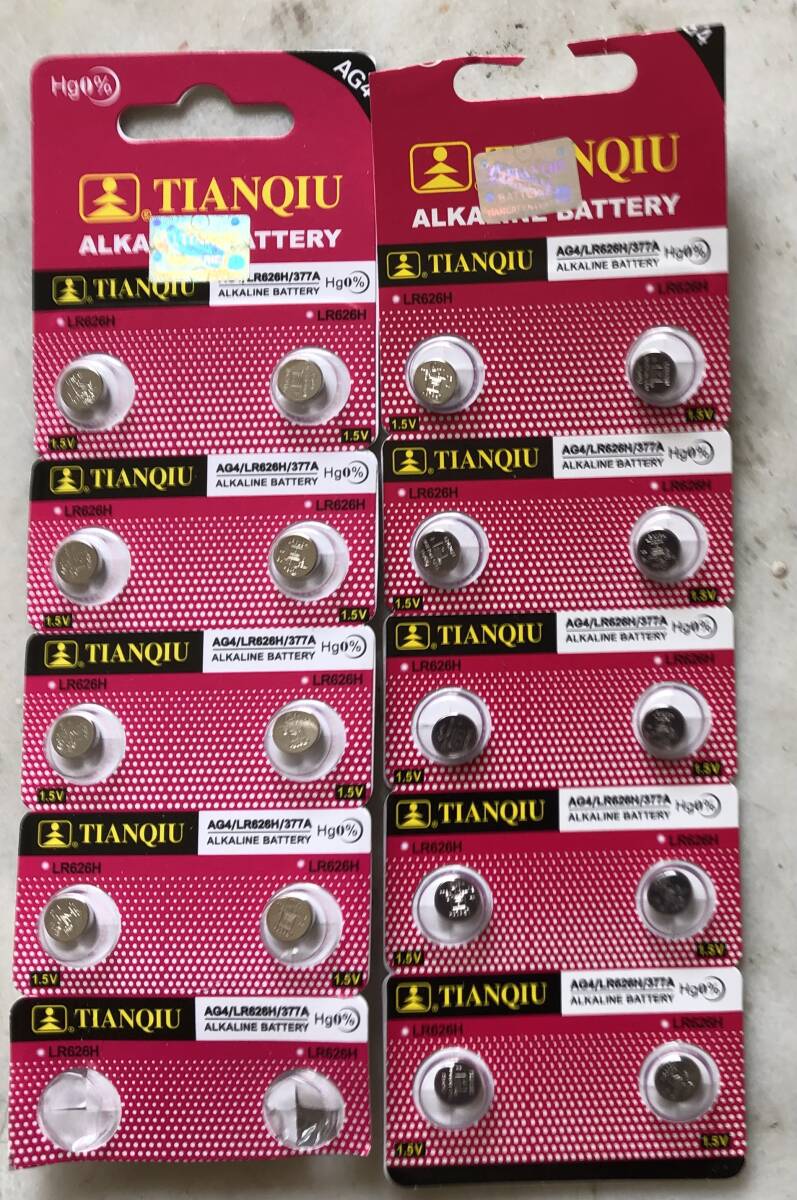 Hg0%
AG4
TIANQIU
TIANQIU
ALKALINE BATTERY
TIANQIU
AG4/LR626H/377A
ALKALINE BATTERY
Hg0%
LR626H
LR626H
1.5V
1.5V
TIANQIU
AG4/LR626H/377A
ALKALINE BATTERY
Hg0%
LR626H
LR626H
1.5V
1.5V
TIANQIU
AG4/LR626H/377A
ALKALINE BATTERY
Hg0%
LR626H
LR626H
1.5V
1.5V
TIANQIU
AG4/LR626H/377A
ALKALINE BATTERY
Hg0%
LR626H
LR626H
1.5V
1.5V
TIANQIU
AG4/LR626H/377A
ALKALINE BATTERY
Hg0%
LR626H
LR626H
NQIU
ALKALINE BATTERY
TIANQIU
AG4/LR626H/377A
ALKALINE BATTERY
Hg0%
LR626H
LR626H
1.5V
1.5V
TIANQIU
AG4/LR626H/377A
ALKALINE BATTERY
Hg0%
LR626H
LR626H
1.5V
1.5V
TIANQIU
AG4/LR626H/377A
ALKALINE BATTERY
Hg0%
LR626H
LR626H
1.5V
1.5V
TIANQIU
AG4/LR626H/377A
ALKALINE BATTERY
Hg0%
LR626H
LR626H
1.5V
1.5V
TIANQIU
AG4/LR626H/377A
ALKALINE BATTERY
Hg0%
LR626H
LR626H
1.5V
1.5V